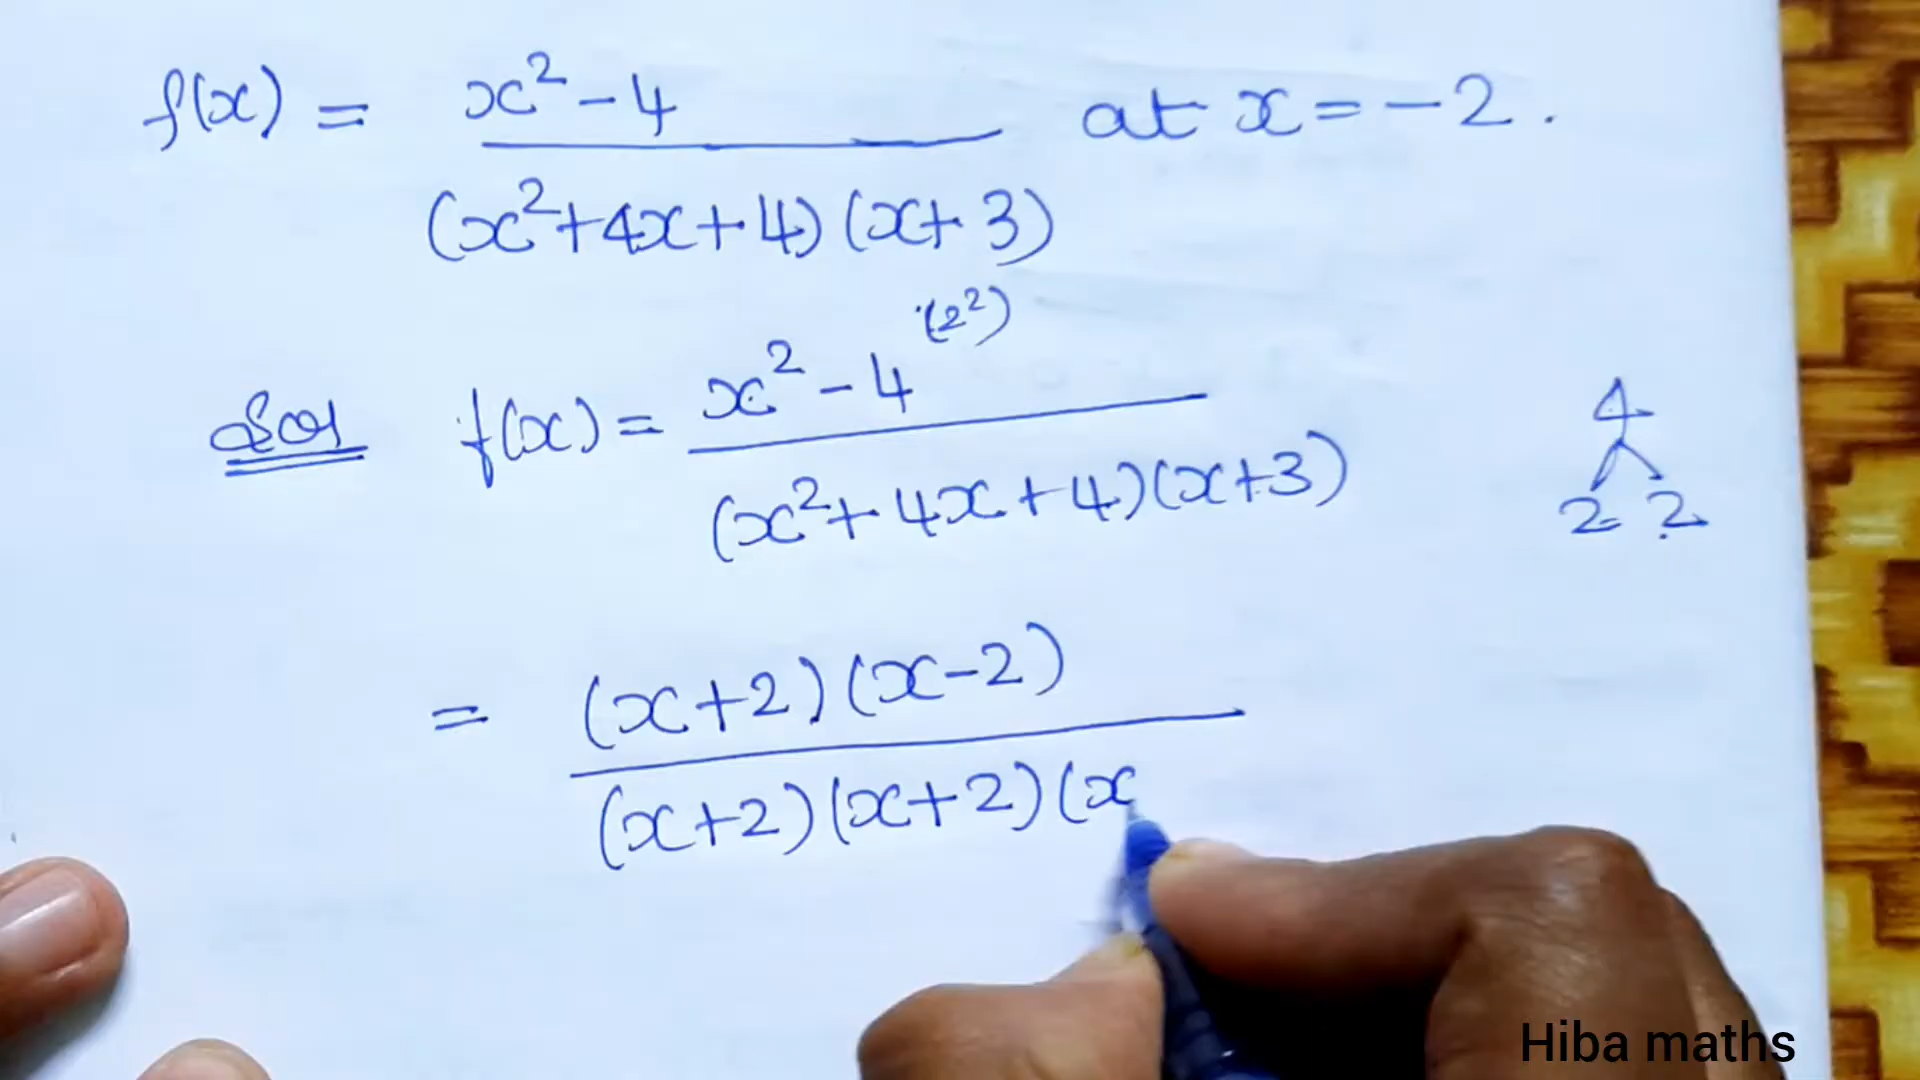 f(x) = x² - 4 at x = -2 .
(x²+4x+4) (x+3)
(2²)
Sol f(x) = x² - 4
(x²+4x+4)(x+3)
4
2 2
= (x+2)(x-2)
(x+2)(x+2)(x
Hiba maths